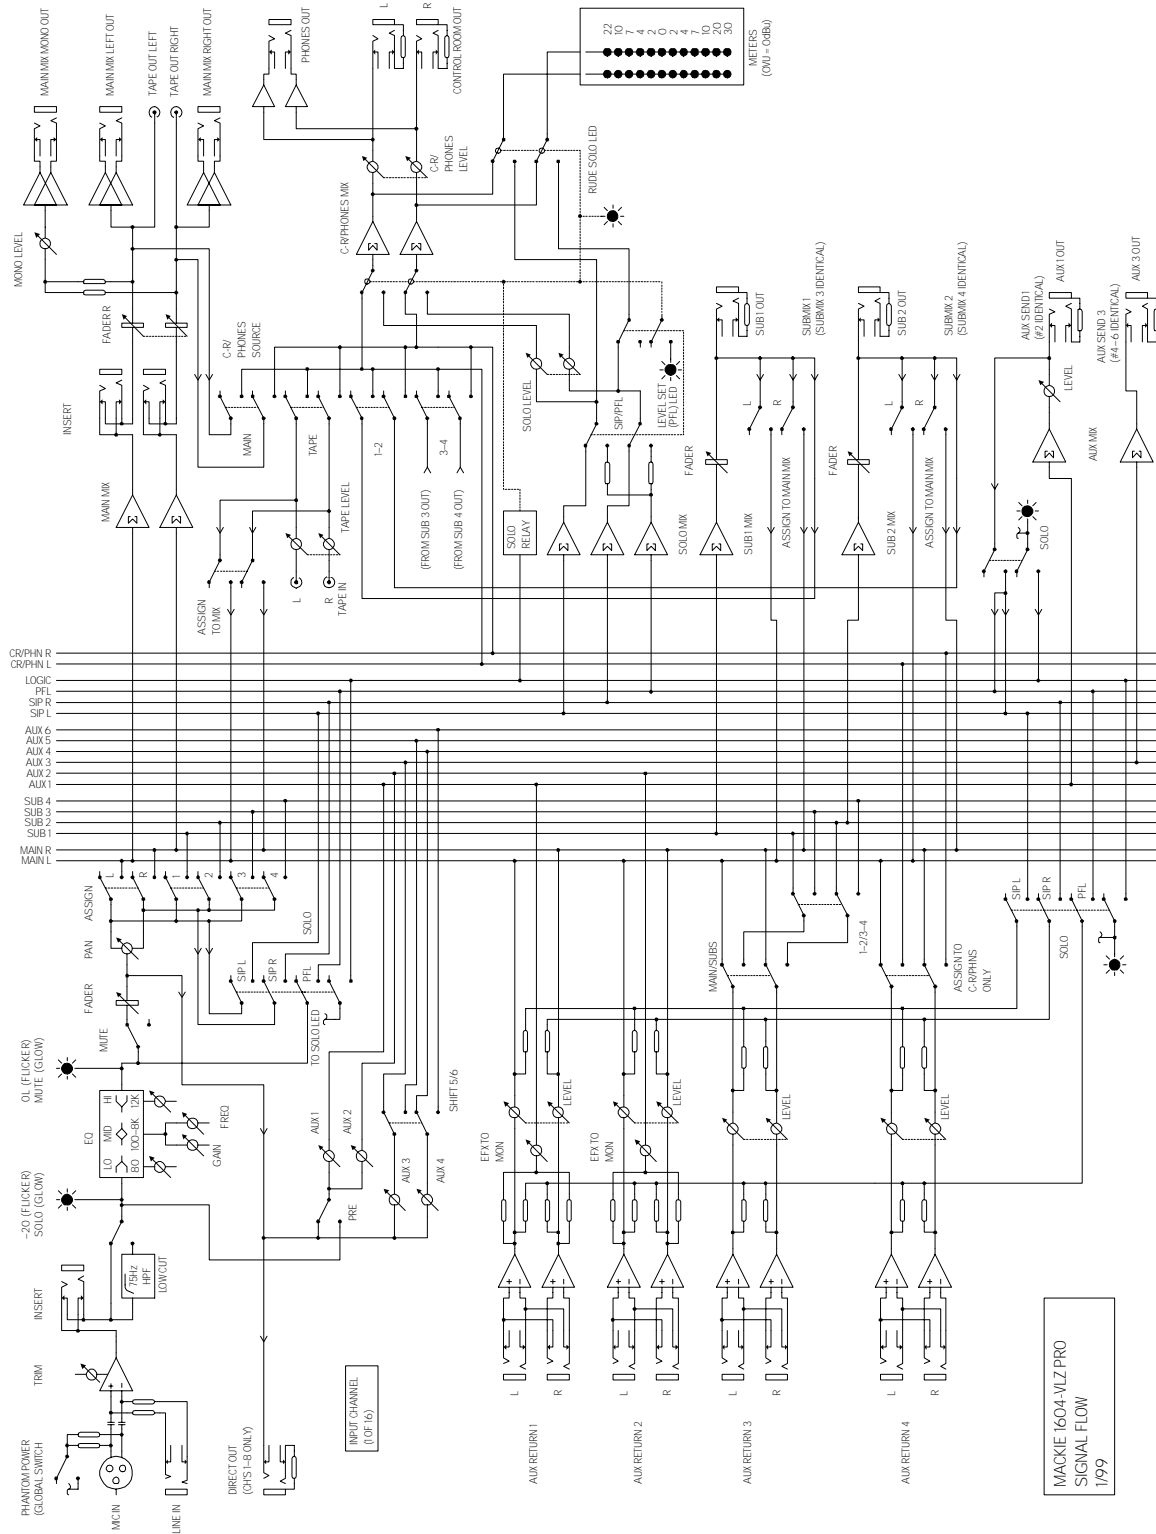 MAIN MIX MONO OUT
MAIN MIX LEFT OUT
TAPE OUT LEFT
TAPE OUT RIGHT
MAIN MIX RIGHT OUT
PHONES OUT
L
R
CONTROL ROOM OUT
22
10
7
4
2
0
2
4
7
10
20
30
METERS
(0VU = 0dBu)
MONO LEVEL
FADER R
C-R/
PHONES
SOURCE
C-R/PHONES MIX
C-R/
PHONES
LEVEL
RUDE SOLO LED
INSERT
MAIN MIX
MAIN
TAPE
1–2
3–4
SOLO LEVEL
SIP/PFL
LEVEL SET
(PFL) LED
SUB 1 OUT
SUBMIX 1
(SUBMIX 3 IDENTICAL)
SUB 2 OUT
SUBMIX 2
(SUBMIX 4 IDENTICAL)
AUX SEND 1
(#2 IDENTICAL)
AUX 1 OUT
AUX SEND 3
(#4–6 IDENTICAL)
AUX 3 OUT
LEVEL
AUX MIX
FADER
L
R
FADER
L
R
ASSIGN
TO MIX
TAPE LEVEL
L
R
TAPE IN
(FROM SUB 3 OUT)
(FROM SUB 4 OUT)
SOLO
RELAY
Σ
Σ
Σ
Σ
Σ
Σ
Σ
Σ
Σ
Σ
Σ
SOLO MIX
SUB 1 MIX
ASSIGN TO MAIN MIX
SUB 2 MIX
ASSIGN TO MAIN MIX
SOLO
CR/PHN R
CR/PHN L
LOGIC
PFL
SIP R
SIP L
AUX 6
AUX 5
AUX 4
AUX 3
AUX 2
AUX 1
SUB 4
SUB 3
SUB 2
SUB 1
MAIN R
MAIN L
ASSIGN
L
R
1
2
3
4
PAN
SOLO
SIP L
SIP R
PFL
TO SOLO LED
FADER
MUTE
OL (FLICKER)
MUTE (GLOW)
EQ
LO
MID
HI
80
100–8K
12K
GAIN
FREQ
-20 (FLICKER)
SOLO (GLOW)
AUX 1
AUX 2
AUX 3
AUX 4
SHIFT 5/6
PRE
75Hz
HPF
LOW CUT
INSERT
TRIM
PHANTOM POWER
(GLOBAL SWITCH)
MIC IN
LINE IN
DIRECT OUT
(CH'S 1–8 ONLY)
INPUT CHANNEL
(1 OF 16)
EFX TO
MON
LEVEL
EFX TO
MON
LEVEL
LEVEL
LEVEL
MAIN/SUBS
1–2/3–4
ASSIGN TO
C-R/PHNS
ONLY
SIP L
SIP R
PFL
SOLO
L
R
AUX RETURN 1
L
R
AUX RETURN 2
L
R
AUX RETURN 3
L
R
AUX RETURN 4
MACKIE 1604-VLZ PRO
SIGNAL FLOW
1/99